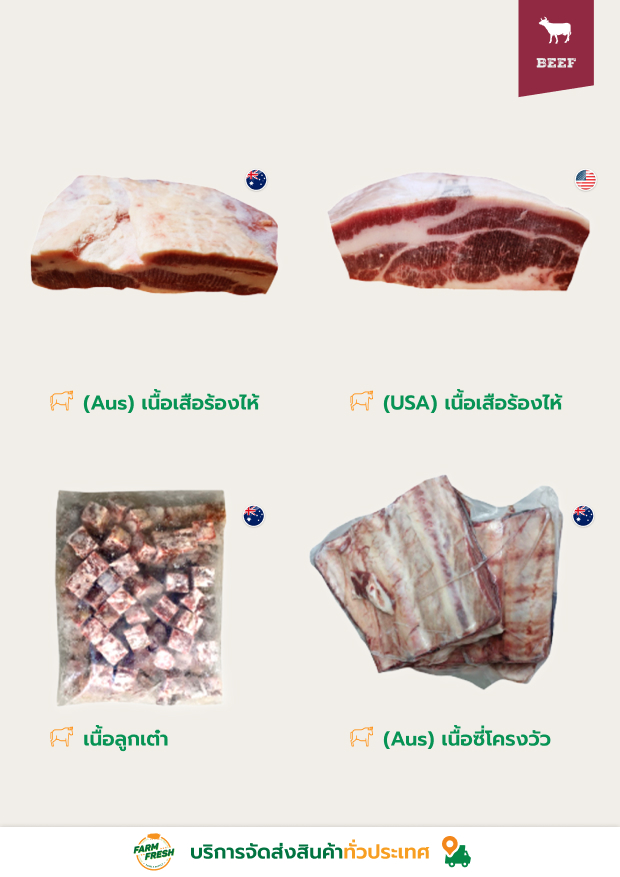 BEEF
(Aus) เนื้อเสือร้องไห้
(USA) เนื้อเสือร้องไห้
เนื้อลูกเต๋า
(Aus) เนื้อซี่โครงวัว
FARM
FRESH
บริการจัดส่งสินค้าทั่วประเทศ